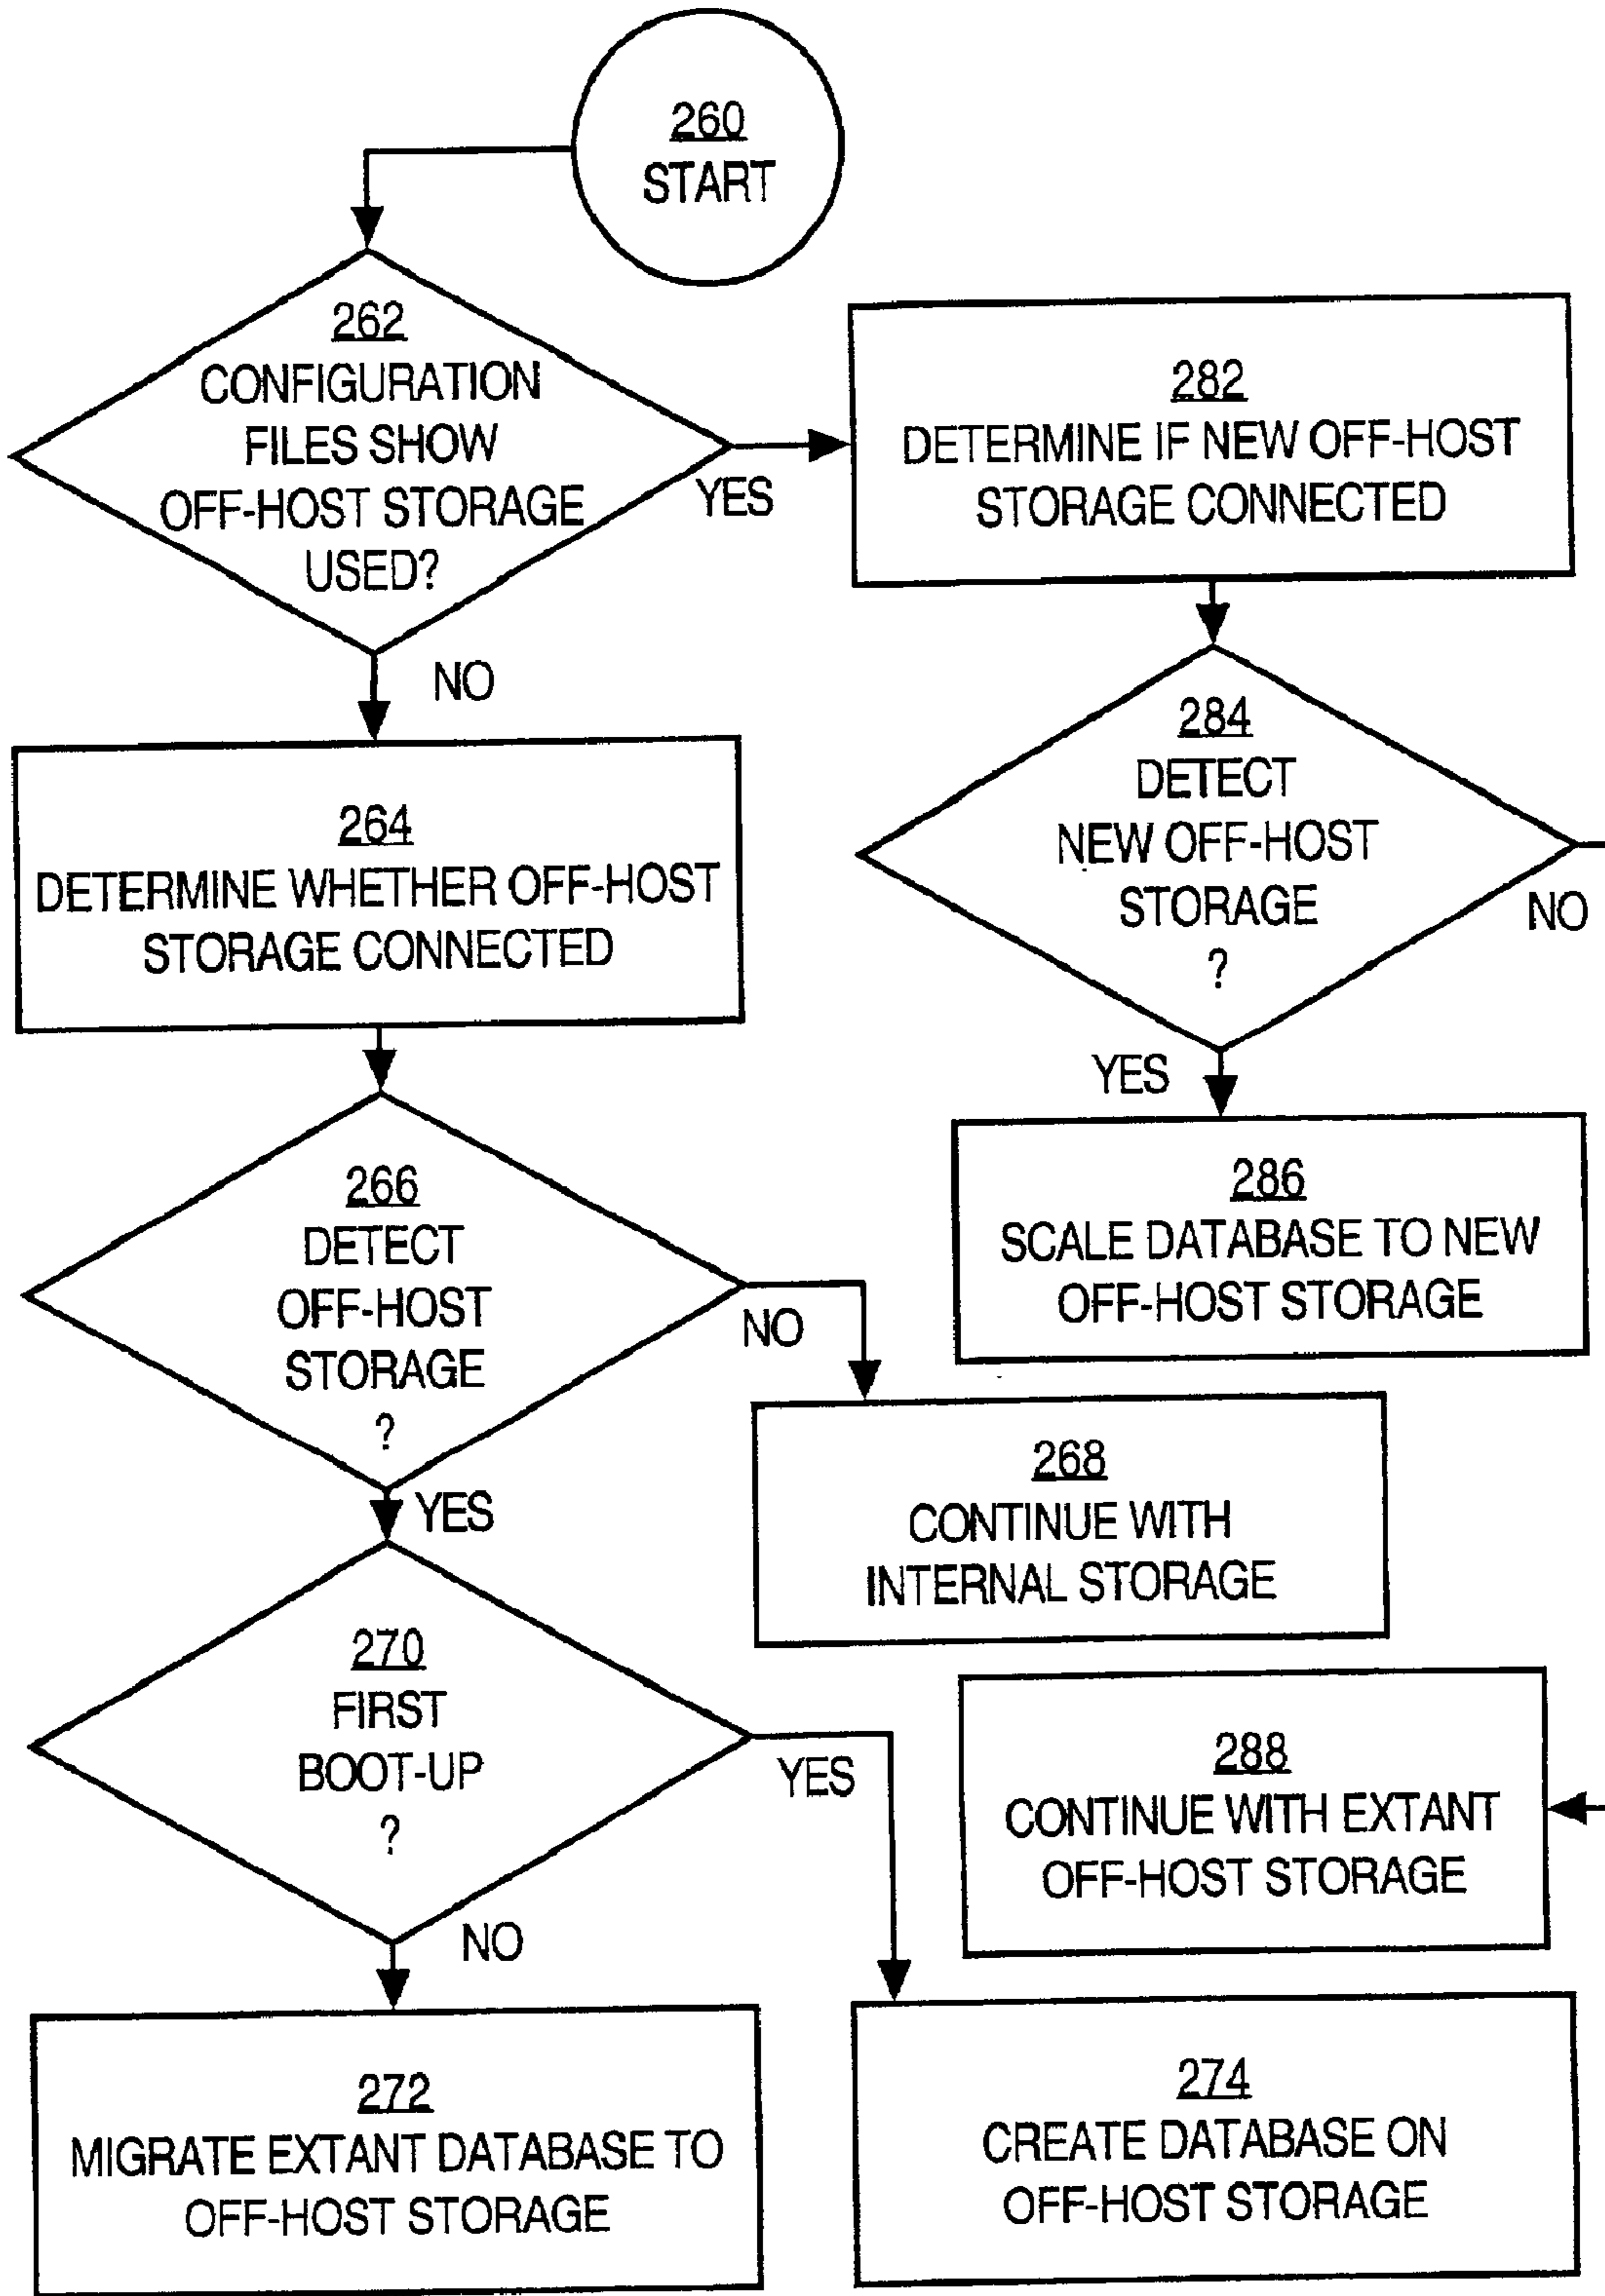 260
START
262
CONFIGURATION
FILES SHOW
OFF-HOST STORAGE
USED?
YES
NO
282
DETERMINE IF NEW OFF-HOST
STORAGE CONNECTED
284
DETECT
NEW OFF-HOST
STORAGE
?
NO
YES
286
SCALE DATABASE TO NEW
OFF-HOST STORAGE
264
DETERMINE WHETHER OFF-HOST
STORAGE CONNECTED
266
DETECT
OFF-HOST
STORAGE
?
NO
YES
268
CONTINUE WITH
INTERNAL STORAGE
270
FIRST
BOOT-UP
?
YES
NO
288
CONTINUE WITH EXTANT
OFF-HOST STORAGE
272
MIGRATE EXTANT DATABASE TO
OFF-HOST STORAGE
274
CREATE DATABASE ON
OFF-HOST STORAGE